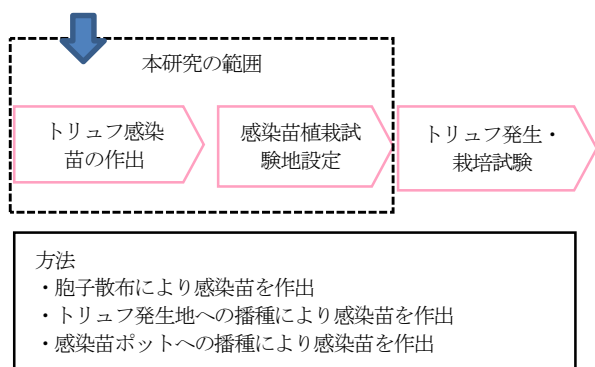 本研究の範囲
トリュフ感染
苗の作出
感染苗植栽試
験地設定
トリュフ発生・
栽培試験
方法
・胞子散布により感染苗を作出
・トリュフ発生地への播種により感染苗を作出
・感染苗ポットへの播種により感染苗を作出